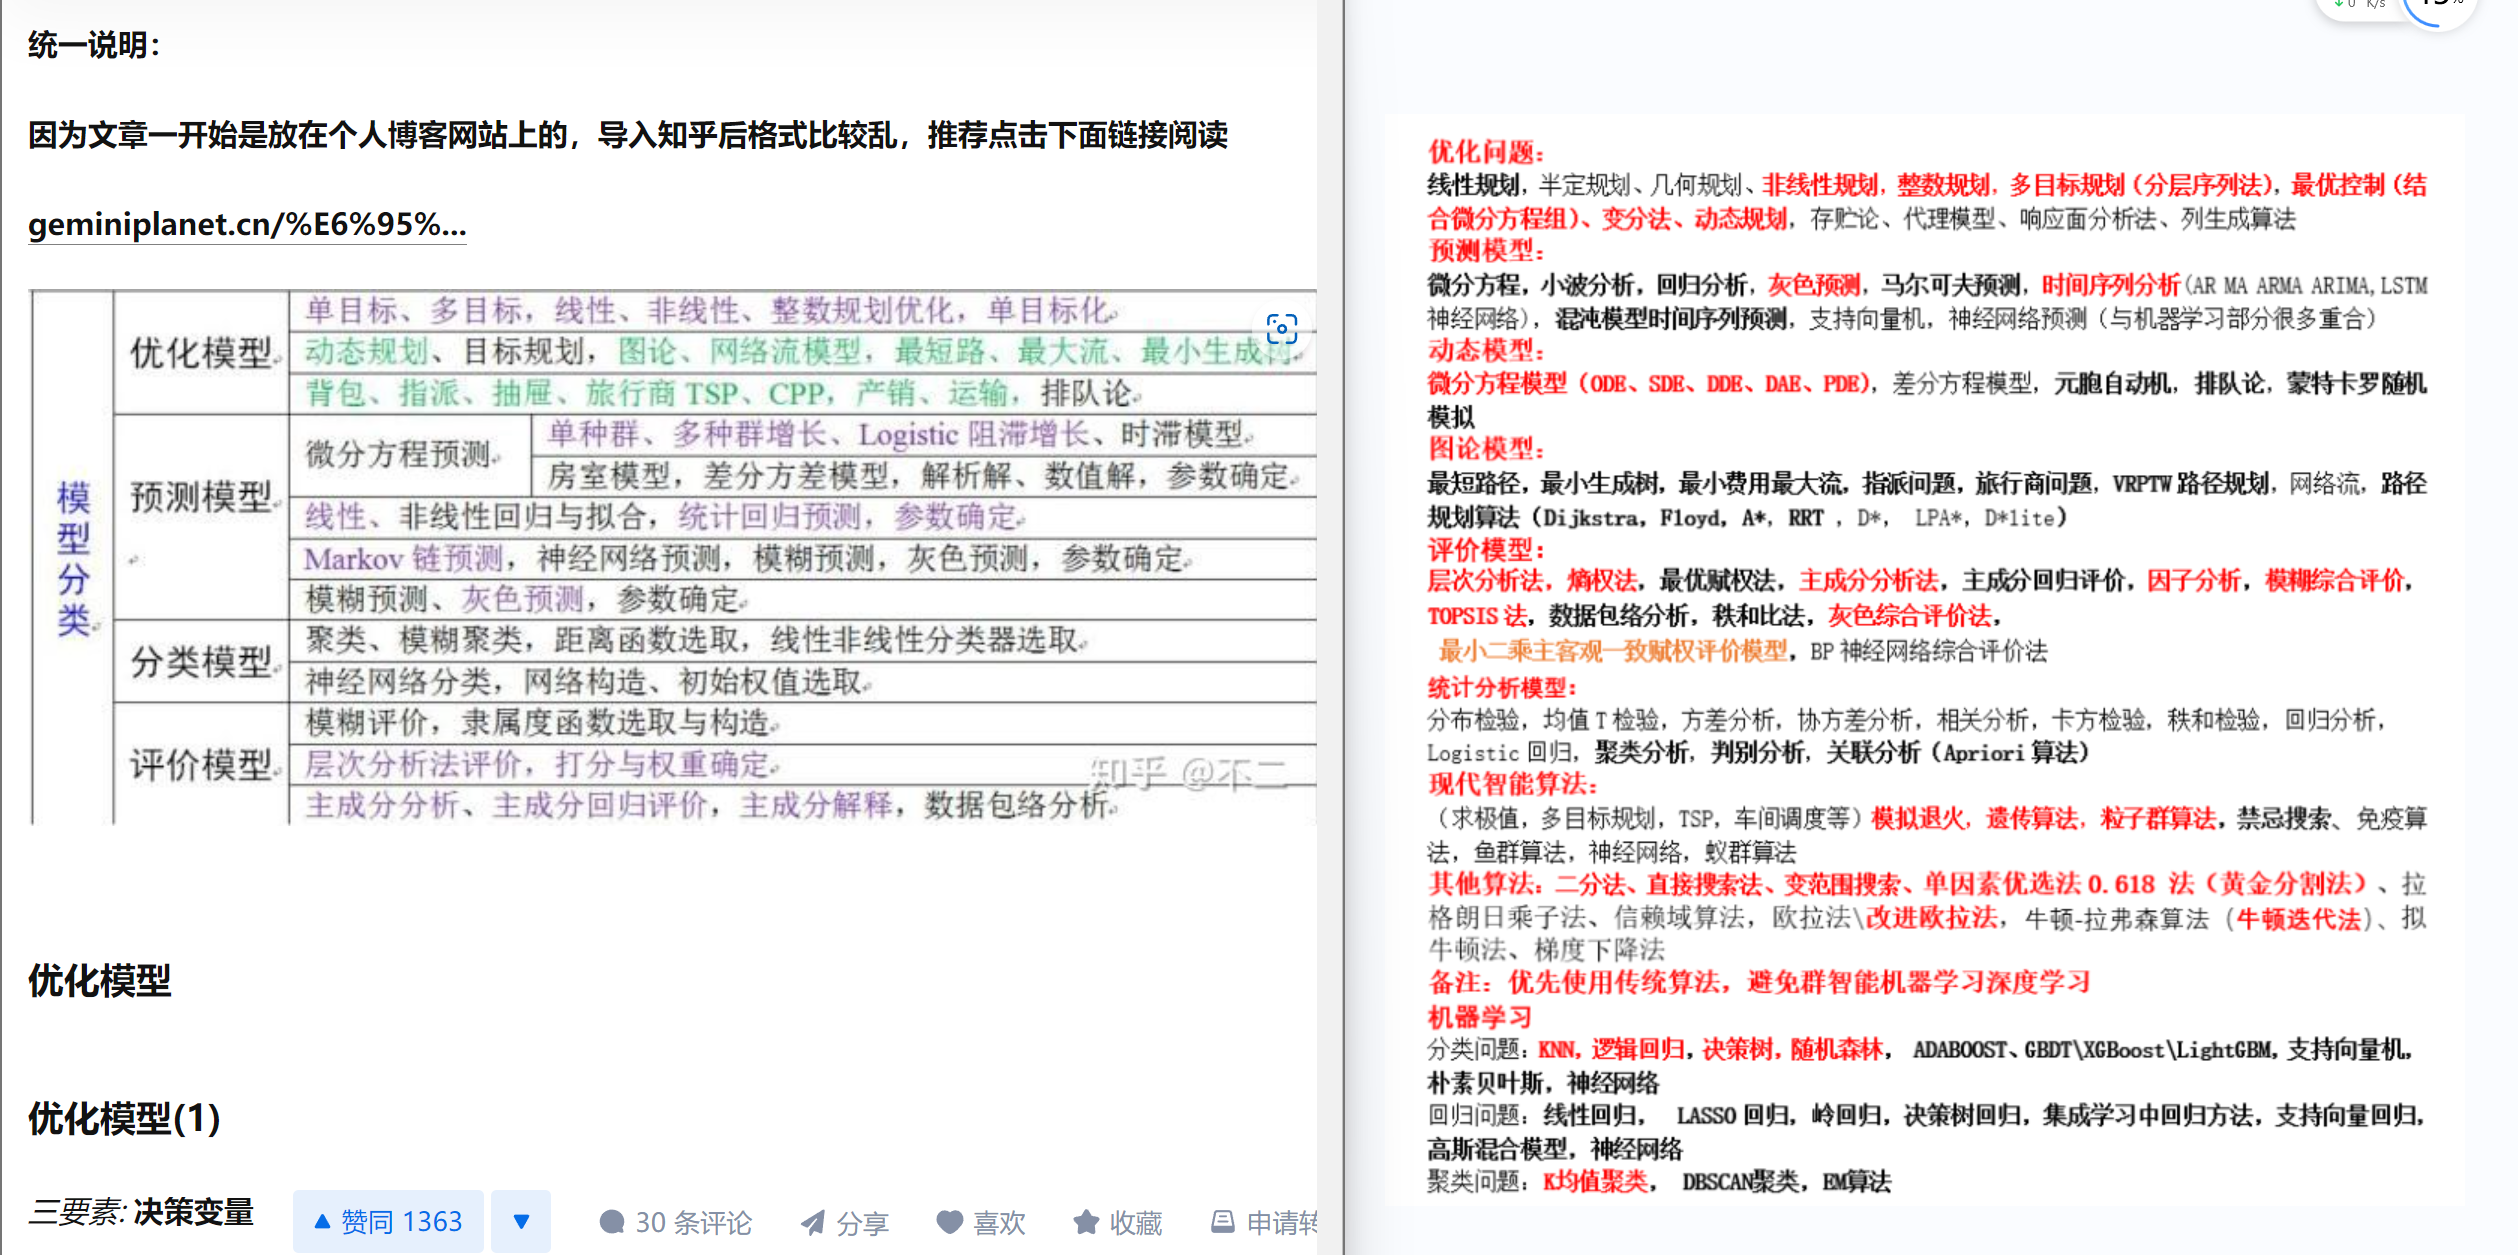 统一说明：
因为文章一开始是放在个人博客网站上的，导入知乎后格式比较乱，推荐点击下面链接阅读
geminiplanet.cn/%E6%95%...
模型分类
优化模型
单目标、多目标，线性、非线性、整数规划优化，单目标化
动态规划、目标规划，图论、网络流模型，最短路、最大流、最小生成树
背包、指派、抽屉、旅行商 TSP、CPP，产销、运输，排队论
预测模型
微分方程预测
单种群、多种群增长、Logistic 阻滞增长、时滞模型
房室模型，差分方差模型，解析解、数值解，参数确定
线性、非线性回归与拟合，统计回归预测，参数确定
Markov 链预测，神经网络预测，模糊预测，灰色预测，参数确定
模糊预测、灰色预测，参数确定
分类模型
聚类、模糊聚类，距离函数选取，线性非线性分类器选取
神经网络分类，网络构造、初始权值选取
评价模型
模糊评价，隶属度函数选取与构造
层次分析法评价，打分与权重确定
主成分分析、主成分回归评价，主成分解释，数据包络分析
知乎 @不二
优化模型
优化模型(1)
三要素: 决策变量
赞同 1363
30 条评论
分享
喜欢
收藏
申请转
0 K/s
优化问题：
线性规划，半定规划、几何规划、非线性规划，整数规划，多目标规划（分层序列法），最优控制（结
合微分方程组）、变分法、动态规划，存贮论、代理模型、响应面分析法、列生成算法
预测模型：
微分方程，小波分析，回归分析，灰色预测，马尔可夫预测，时间序列分析(AR MA ARMA ARIMA,LSTM
神经网络)，混沌模型时间序列预测，支持向量机，神经网络预测（与机器学习部分很多重合）
动态模型：
微分方程模型（ODE、SDE、DDE、DAE、PDE），差分方程模型，元胞自动机，排队论，蒙特卡罗随机
模拟
图论模型：
最短路径，最小生成树，最小费用最大流，指派问题，旅行商问题，VRPTW 路径规划，网络流，路径
规划算法（Dijkstra，Floyd，A*，RRT ，D*， LPA*，D*lite）
评价模型：
层次分析法，熵权法，最优赋权法，主成分分析法，主成分回归评价，因子分析，模糊综合评价，
TOPSIS 法，数据包络分析，秩和比法，灰色综合评价法，
最小二乘主客观一致赋权评价模型，BP 神经网络综合评价法
统计分析模型：
分布检验，均值 T 检验，方差分析，协方差分析，相关分析，卡方检验，秩和检验，回归分析，
Logistic 回归，聚类分析，判别分析，关联分析（Apriori 算法）
现代智能算法：
（求极值，多目标规划，TSP，车间调度等）模拟退火，遗传算法，粒子群算法，禁忌搜索、免疫算
法，鱼群算法，神经网络，蚁群算法
其他算法：二分法、直接搜索法、变范围搜索、单因素优选法 0.618 法（黄金分割法）、拉
格朗日乘子法、信赖域算法，欧拉法\改进欧拉法，牛顿-拉弗森算法（牛顿迭代法）、拟
牛顿法、梯度下降法
备注：优先使用传统算法，避免群智能机器学习深度学习
机器学习
分类问题：KNN，逻辑回归，决策树，随机森林， ADABOOST、GBDT\XGBoost\LightGBM，支持向量机，
朴素贝叶斯，神经网络
回归问题：线性回归， LASSO 回归，岭回归，决策树回归，集成学习中回归方法，支持向量回归，
高斯混合模型，神经网络
聚类问题：K均值聚类， DBSCAN聚类，EM算法